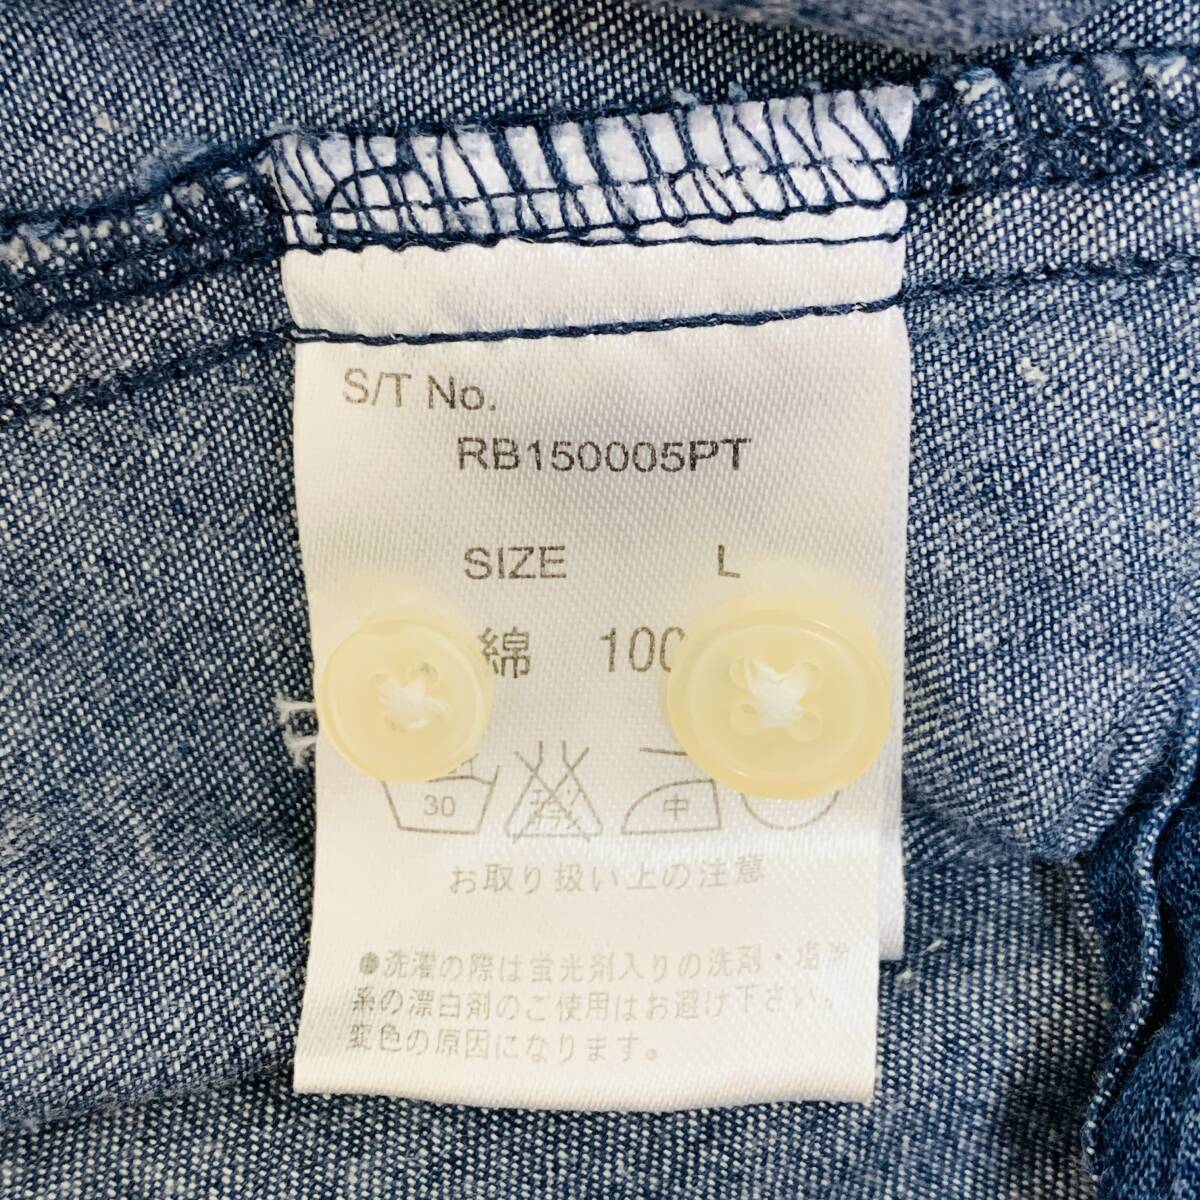 S/T No.
RB150005PT
SIZE L
綿 100
30
中
お取り扱い上の注意
●洗濯の際は蛍光剤入りの洗剤・塩素
系の漂白剤のご使用はお避け下さい。
変色の原因になります。